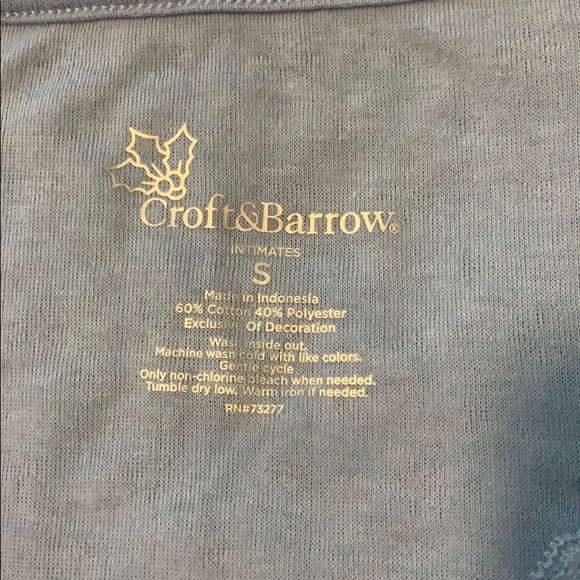 Croft&Barrow®
INTIMATES
S
Made in Indonesia
60% Cotton 40% Polyester
Exclusive Of Decoration
Wash inside out.
Machine wash cold with like colors.
Gentle cycle
Only non-chlorine bleach when needed.
Tumble dry low. Warm iron if needed.
RN#73277